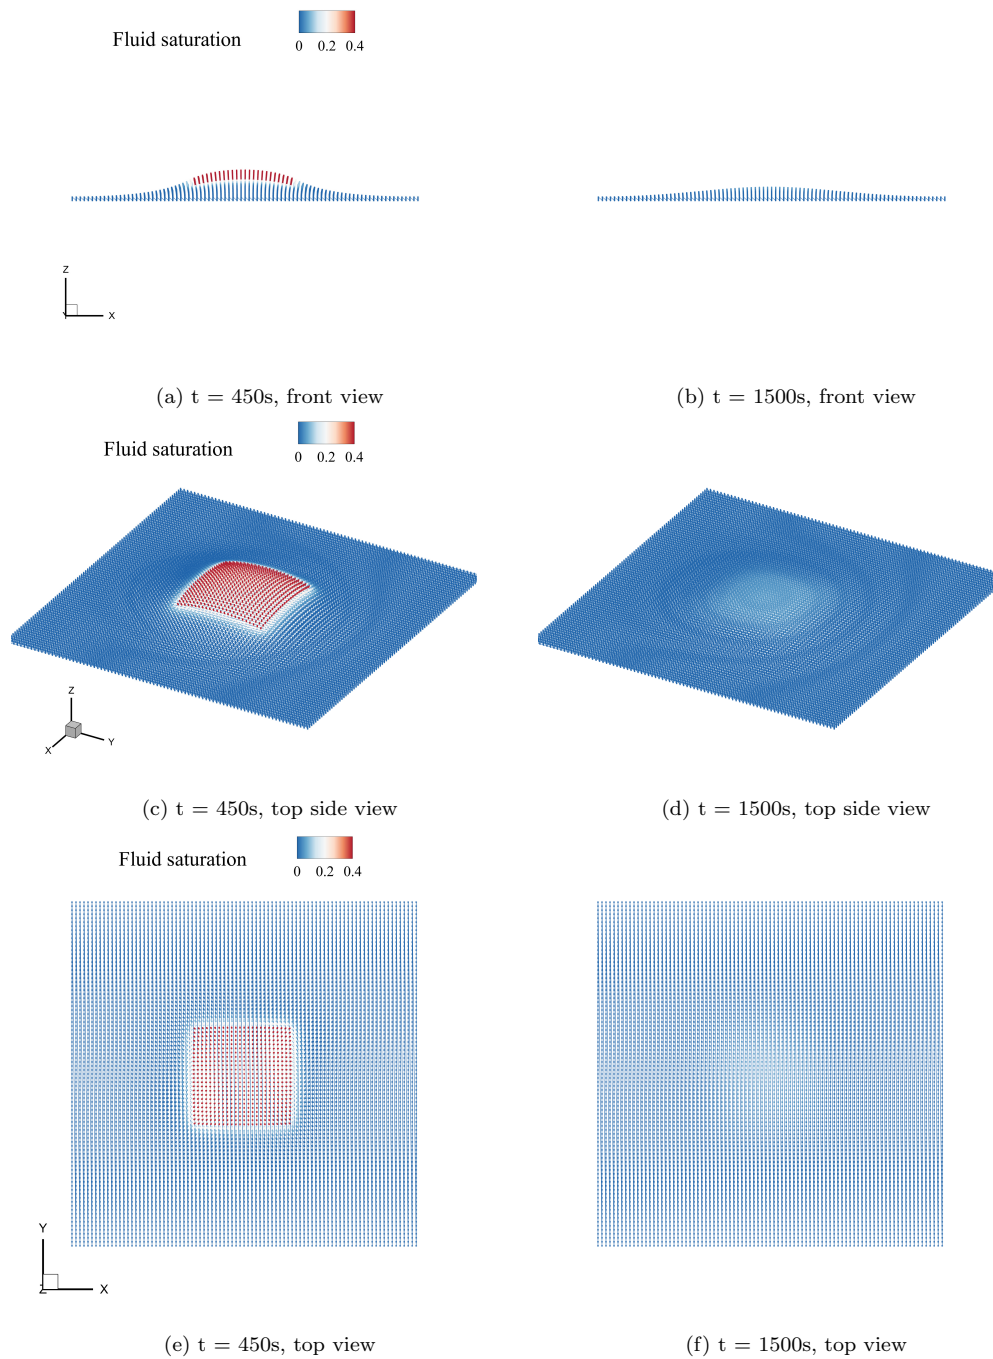 Fluid saturation
0 0.2 0.4
Z
Y X
(a) t = 450s, front view
(b) t = 1500s, front view
Fluid saturation
0 0.2 0.4
Z
X Y
(c) t = 450s, top side view
(d) t = 1500s, top side view
Fluid saturation
0 0.2 0.4
Y
Z X
(e) t = 450s, top view
(f) t = 1500s, top view